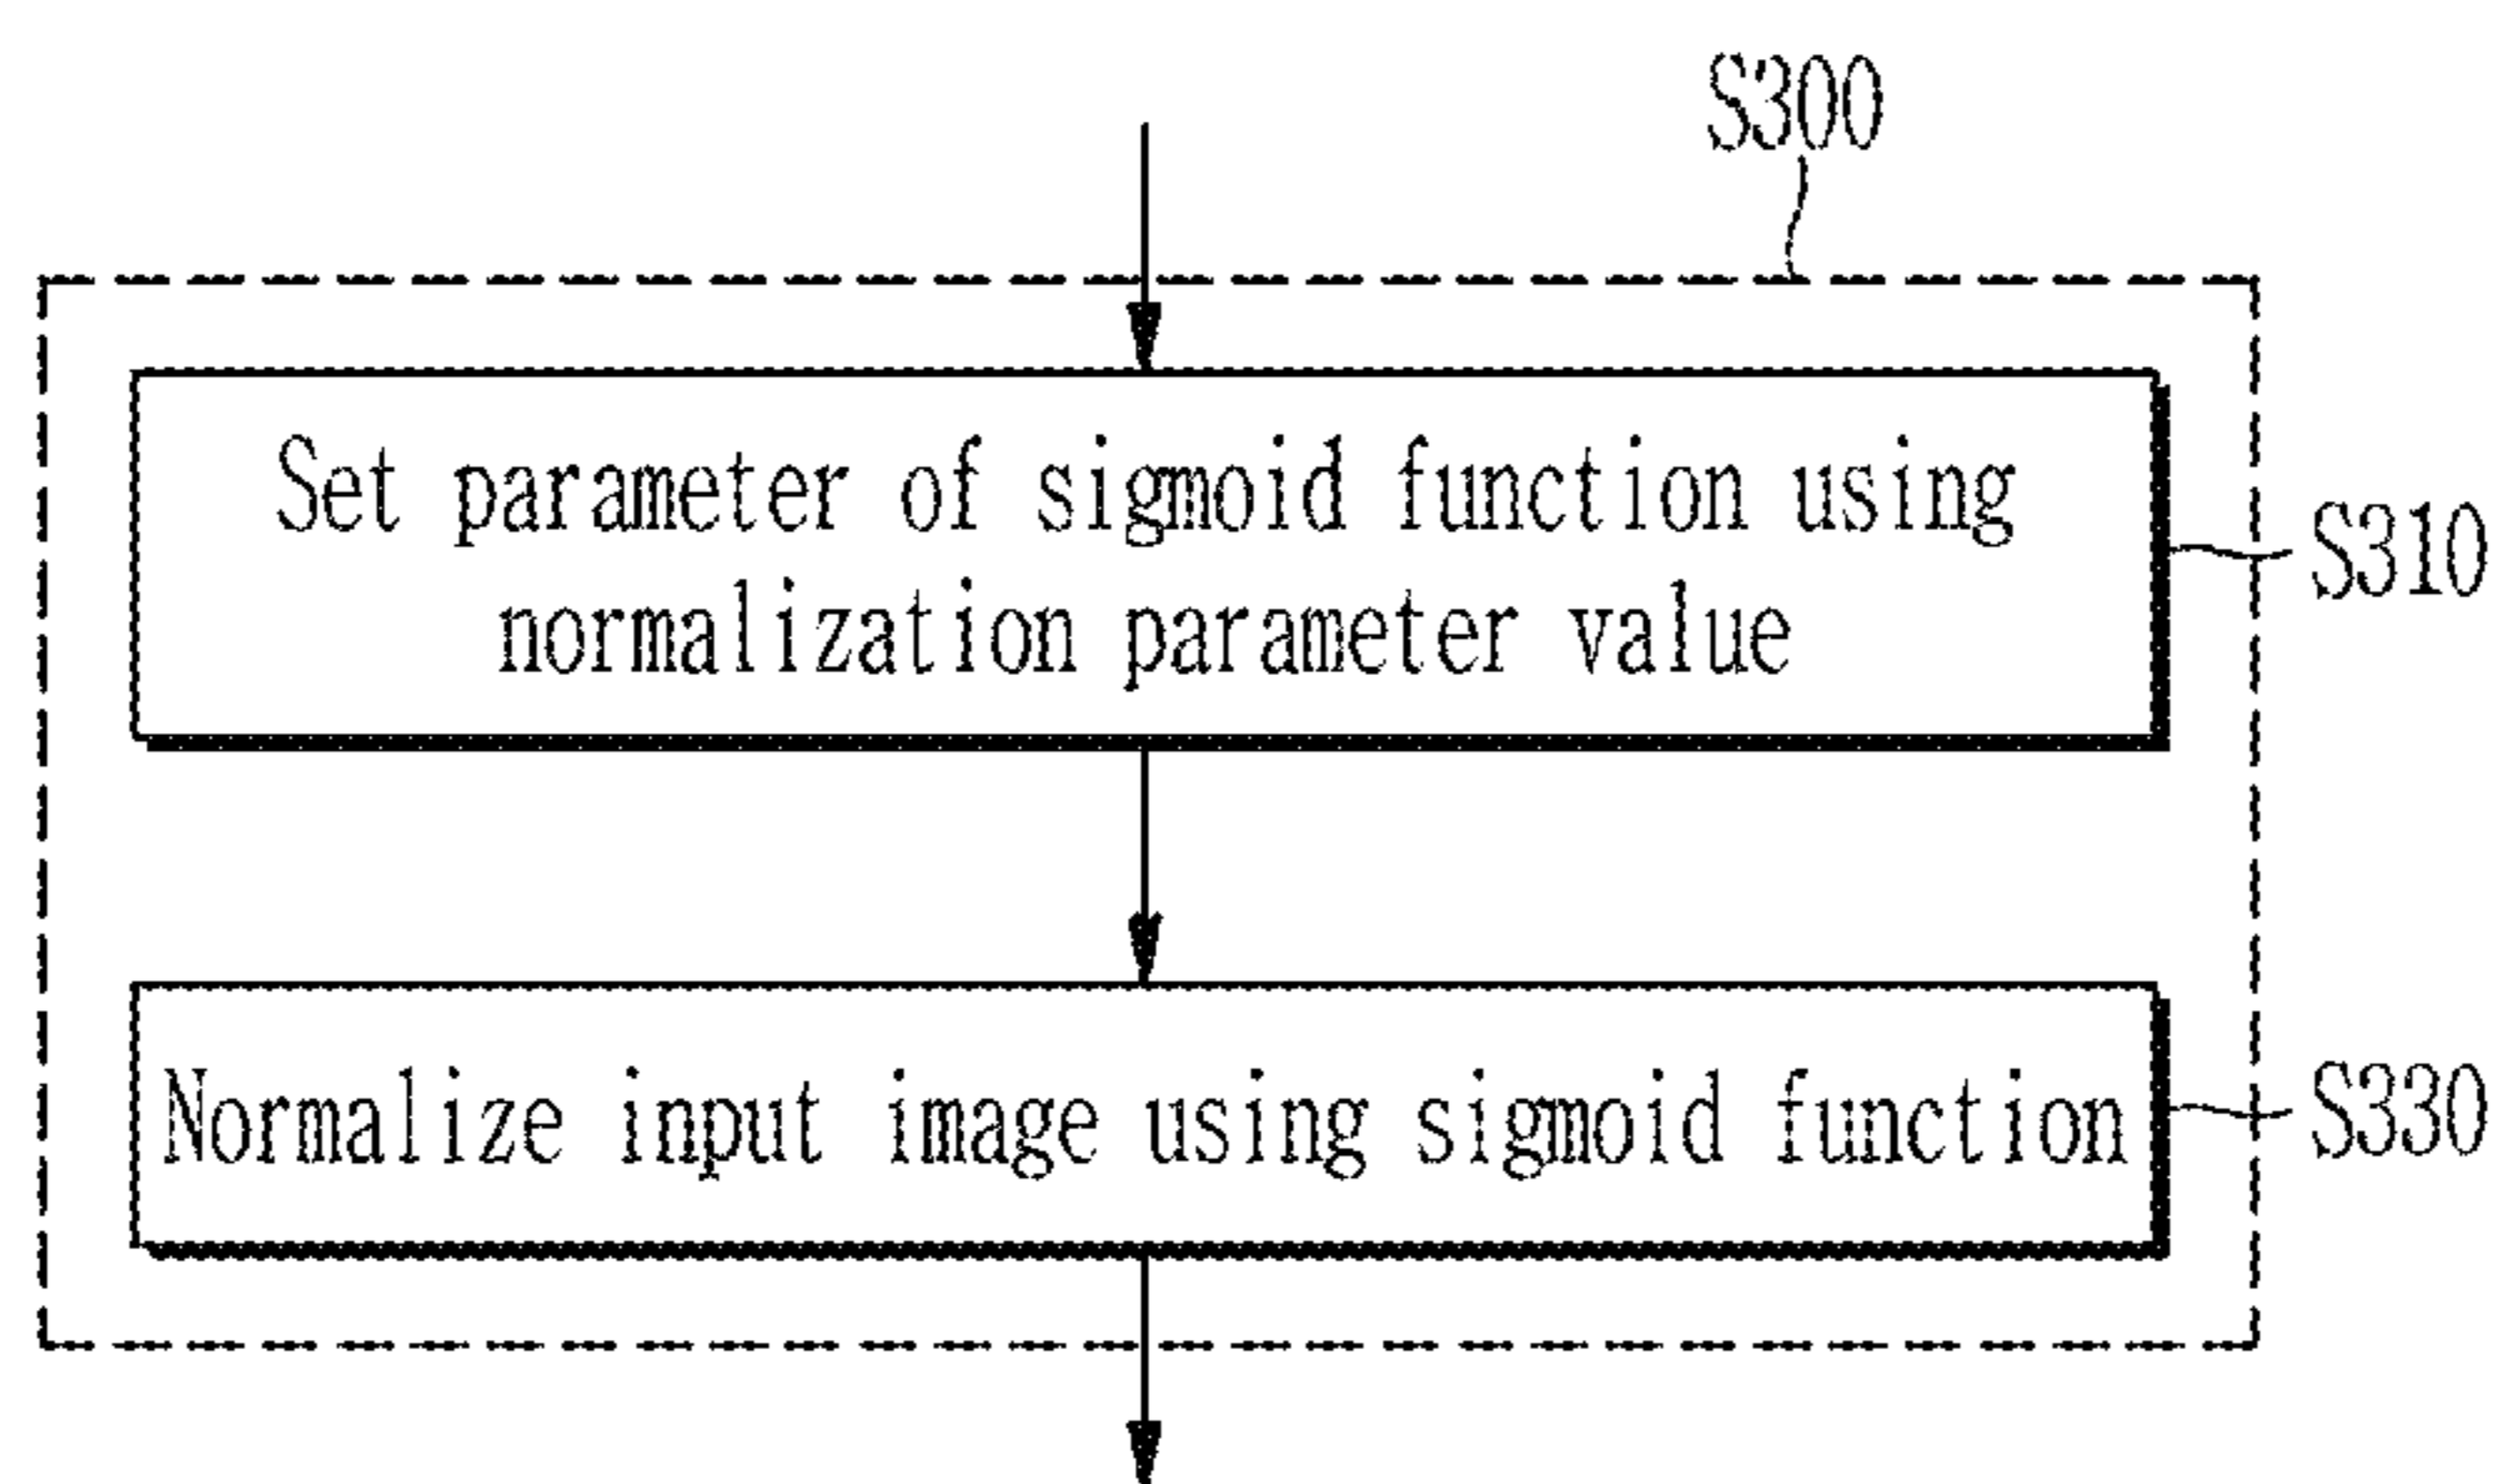 S300
Set parameter of sigmoid function using
normalization parameter value
S310
Normalize input image using sigmoid function
S330